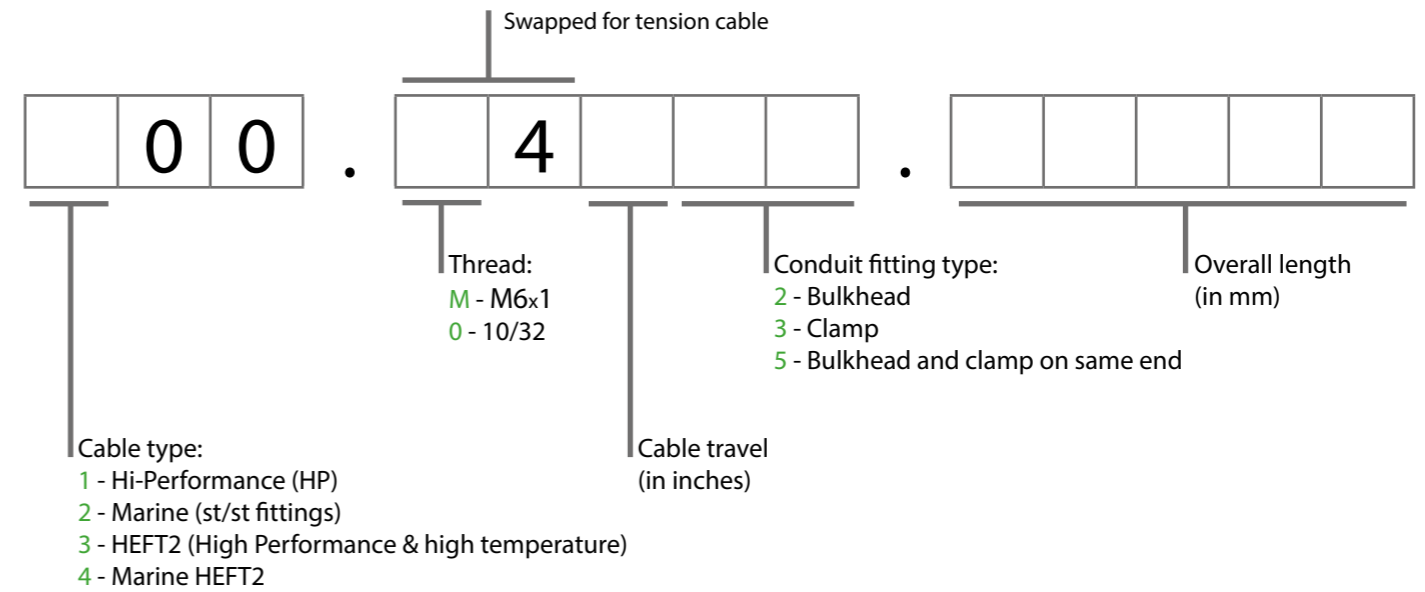 Swapped for tension cable
0 0 . 4 .
Thread:
M - M6x1
0 - 10/32
Conduit fitting type:
2 - Bulkhead
3 - Clamp
5 - Bulkhead and clamp on same end
Overall length
(in mm)
Cable type:
1 - Hi-Performance (HP)
2 - Marine (st/st fittings)
3 - HEFT2 (High Performance & high temperature)
4 - Marine HEFT2
Cable travel
(in inches)